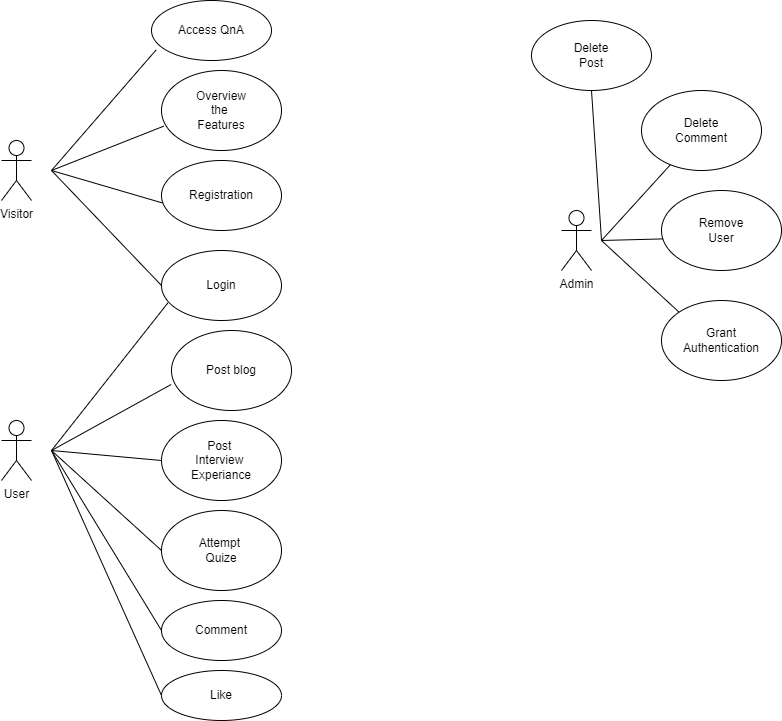 Access QnA
Overview
the
Features
Visitor
Registration
Login
Post blog
User
Post
Interview
Experiance
Attempt
Quize
Comment
Like
Delete
Post
Delete
Comment
Remove
User
Admin
Grant
Authentication